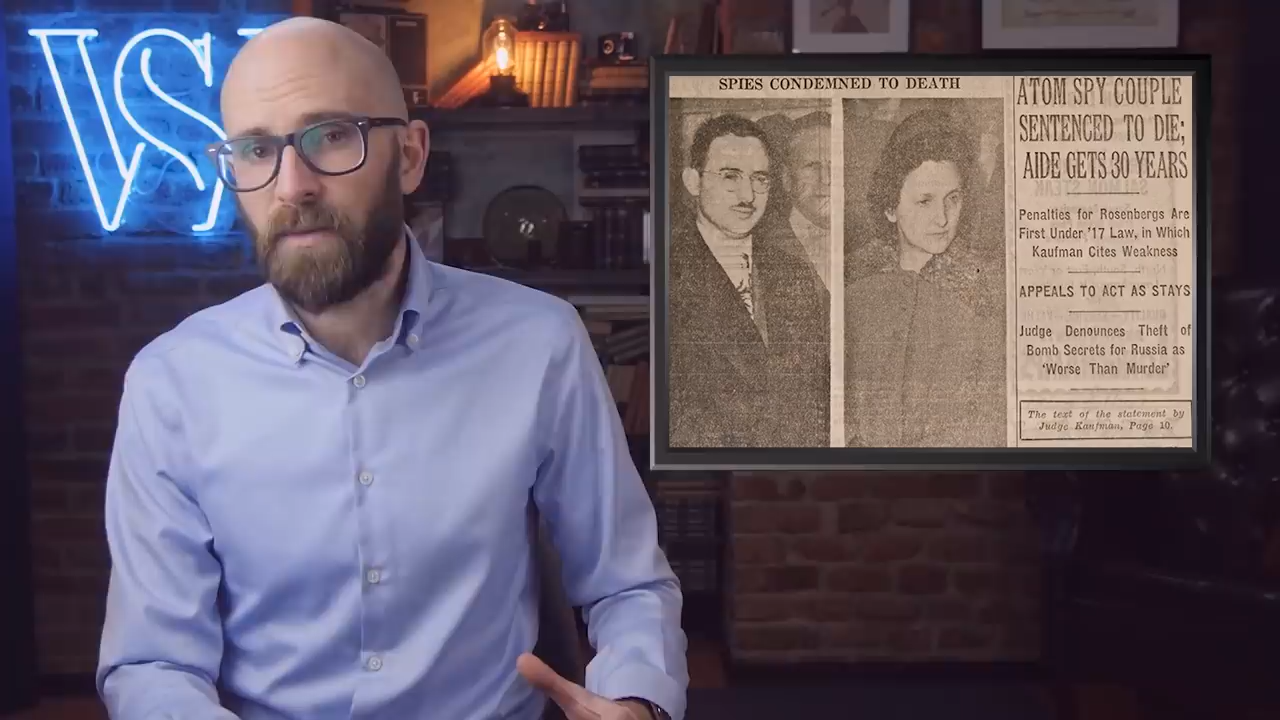 VS
SPIES CONDEMNED TO DEATH
ATOM SPY COUPLE
SENTENCED TO DIE;
AIDE GETS 30 YEARS
Penalties for Rosenbergs Are
First Under '17 Law, in Which
Kaufman Cites Weakness
APPEALS TO ACT AS STAYS
Judge Denounces Theft of
Bomb Secrets for Russia as
'Worse Than Murder'
The text of the statement by
Judge Kaufman, Page 10.